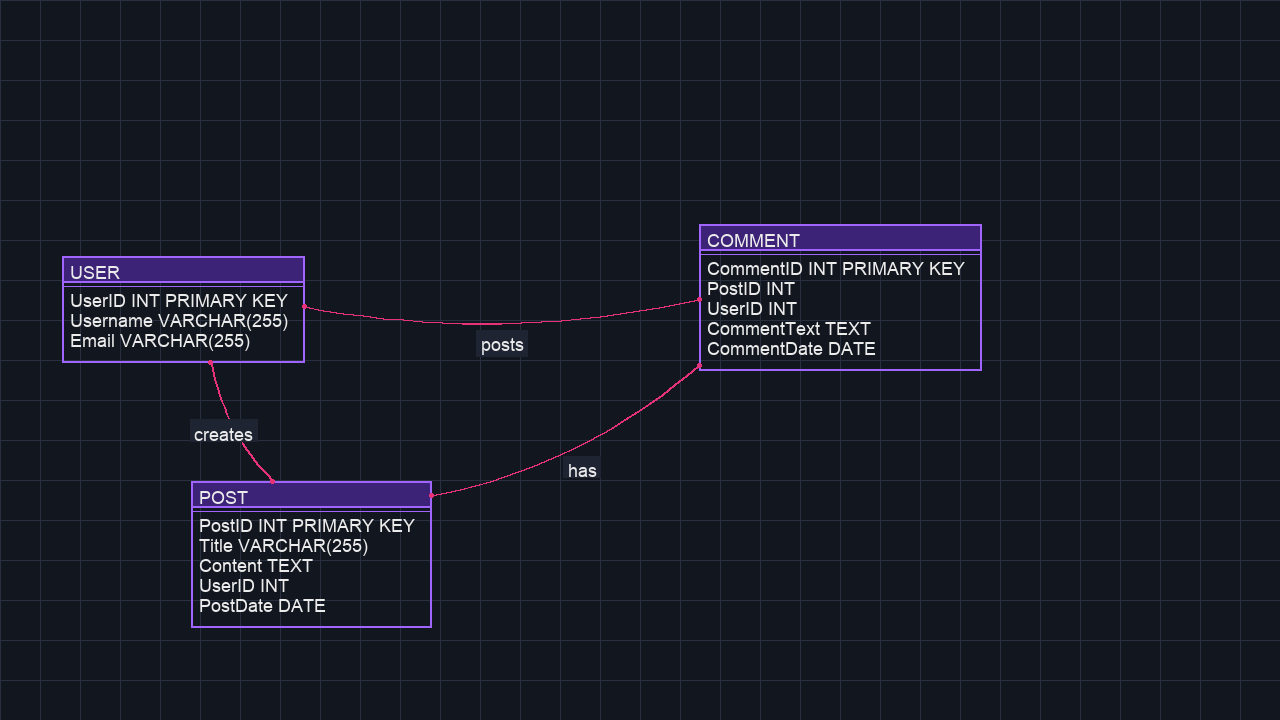 USER
UserID INT PRIMARY KEY
Username VARCHAR(255)
Email VARCHAR(255)
posts
COMMENT
CommentID INT PRIMARY KEY
PostID INT
UserID INT
CommentText TEXT
CommentDate DATE
creates
has
POST
PostID INT PRIMARY KEY
Title VARCHAR(255)
Content TEXT
UserID INT
PostDate DATE